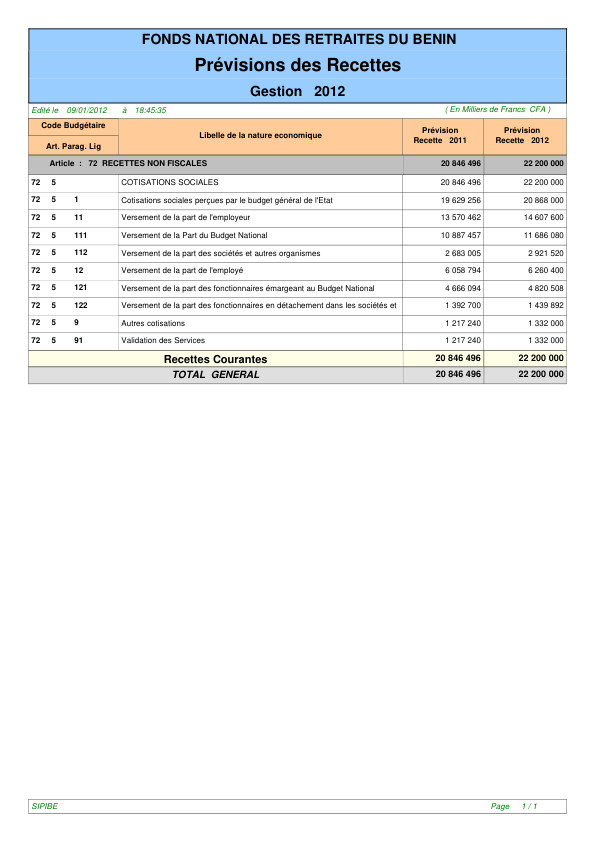 FONDS NATIONAL DES RETRAITES DU BENIN
Prévisions des Recettes
Gestion 2012
Edité le 09/01/2012 à 18:45:35 ( En Milliers de Francs CFA )
Code Budgétaire
Art. Parag. Lig
Libelle de la nature economique
Prévision
Recette 2011
Prévision
Recette 2012
Article : 72 RECETTES NON FISCALES 20 846 496 22 200 000
72 5 COTISATIONS SOCIALES 20 846 496 22 200 000
72 5 1 Cotisations sociales perçues par le budget général de l'Etat 19 629 256 20 868 000
72 5 11 Versement de la part de l'employeur 13 570 462 14 607 600
72 5 111 Versement de la Part du Budget National 10 887 457 11 686 080
72 5 112 Versement de la part des sociétés et autres organismes 2 683 005 2 921 520
72 5 12 Versement de la part de l'employé 6 058 794 6 260 400
72 5 121 Versement de la part des fonctionnaires émargeant au Budget National 4 666 094 4 820 508
72 5 122 Versement de la part des fonctionnaires en détachement dans les sociétés et 1 392 700 1 439 892
72 5 9 Autres cotisations 1 217 240 1 332 000
72 5 91 Validation des Services 1 217 240 1 332 000
Recettes Courantes 20 846 496 22 200 000
TOTAL GENERAL 20 846 496 22 200 000
SIPIBE Page 1 / 1